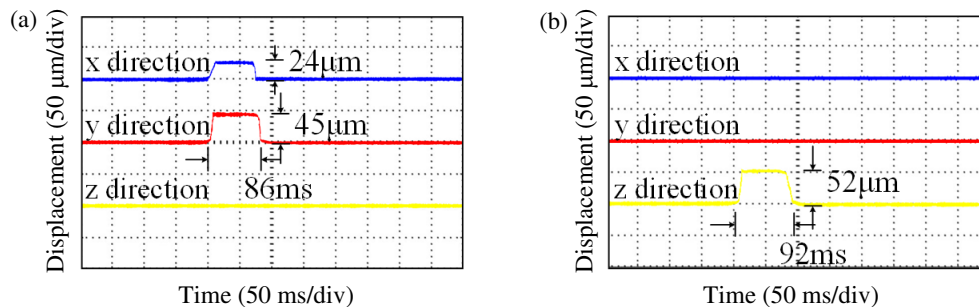 (a)
Displacement (50 μm/div)
x direction
24μm
y direction
45μm
86ms
z direction
Time (50 ms/div)
(b)
Displacement (50 μm/div)
x direction
y direction
z direction
52μm
92ms
Time (50 ms/div)